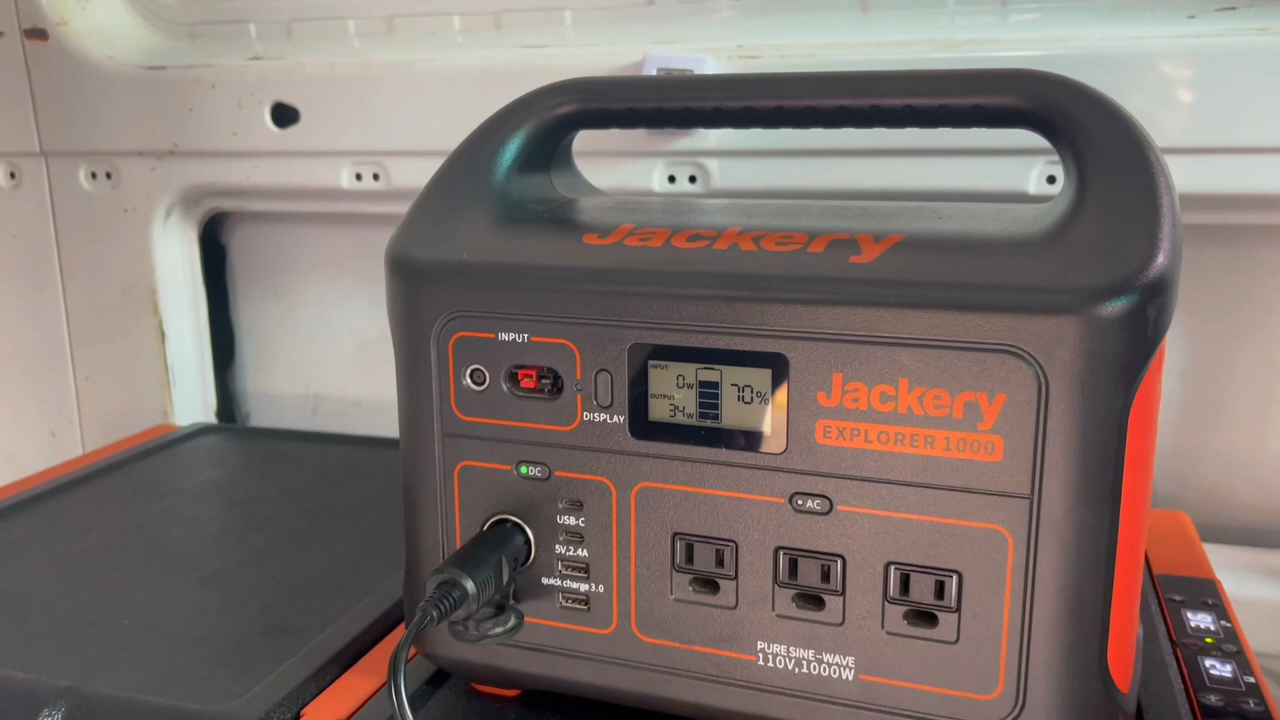 Jackery
INPUT
DISPLAY
INPUT
0w
OUTPUT
34w
70%
Jackery
EXPLORER 1000
DC
USB-C
5V,2.4A
quick charge 3.0
AC
PURE SINE-WAVE
110V,1000W